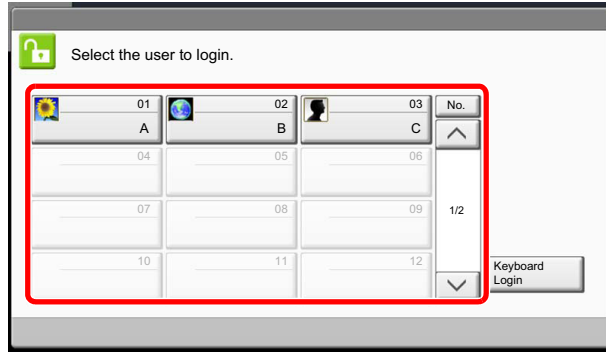 Select the user to login.
01 02 03 No.
A B C
04 05 06
07 08 09 1/2
10 11 12
Keyboard
Login